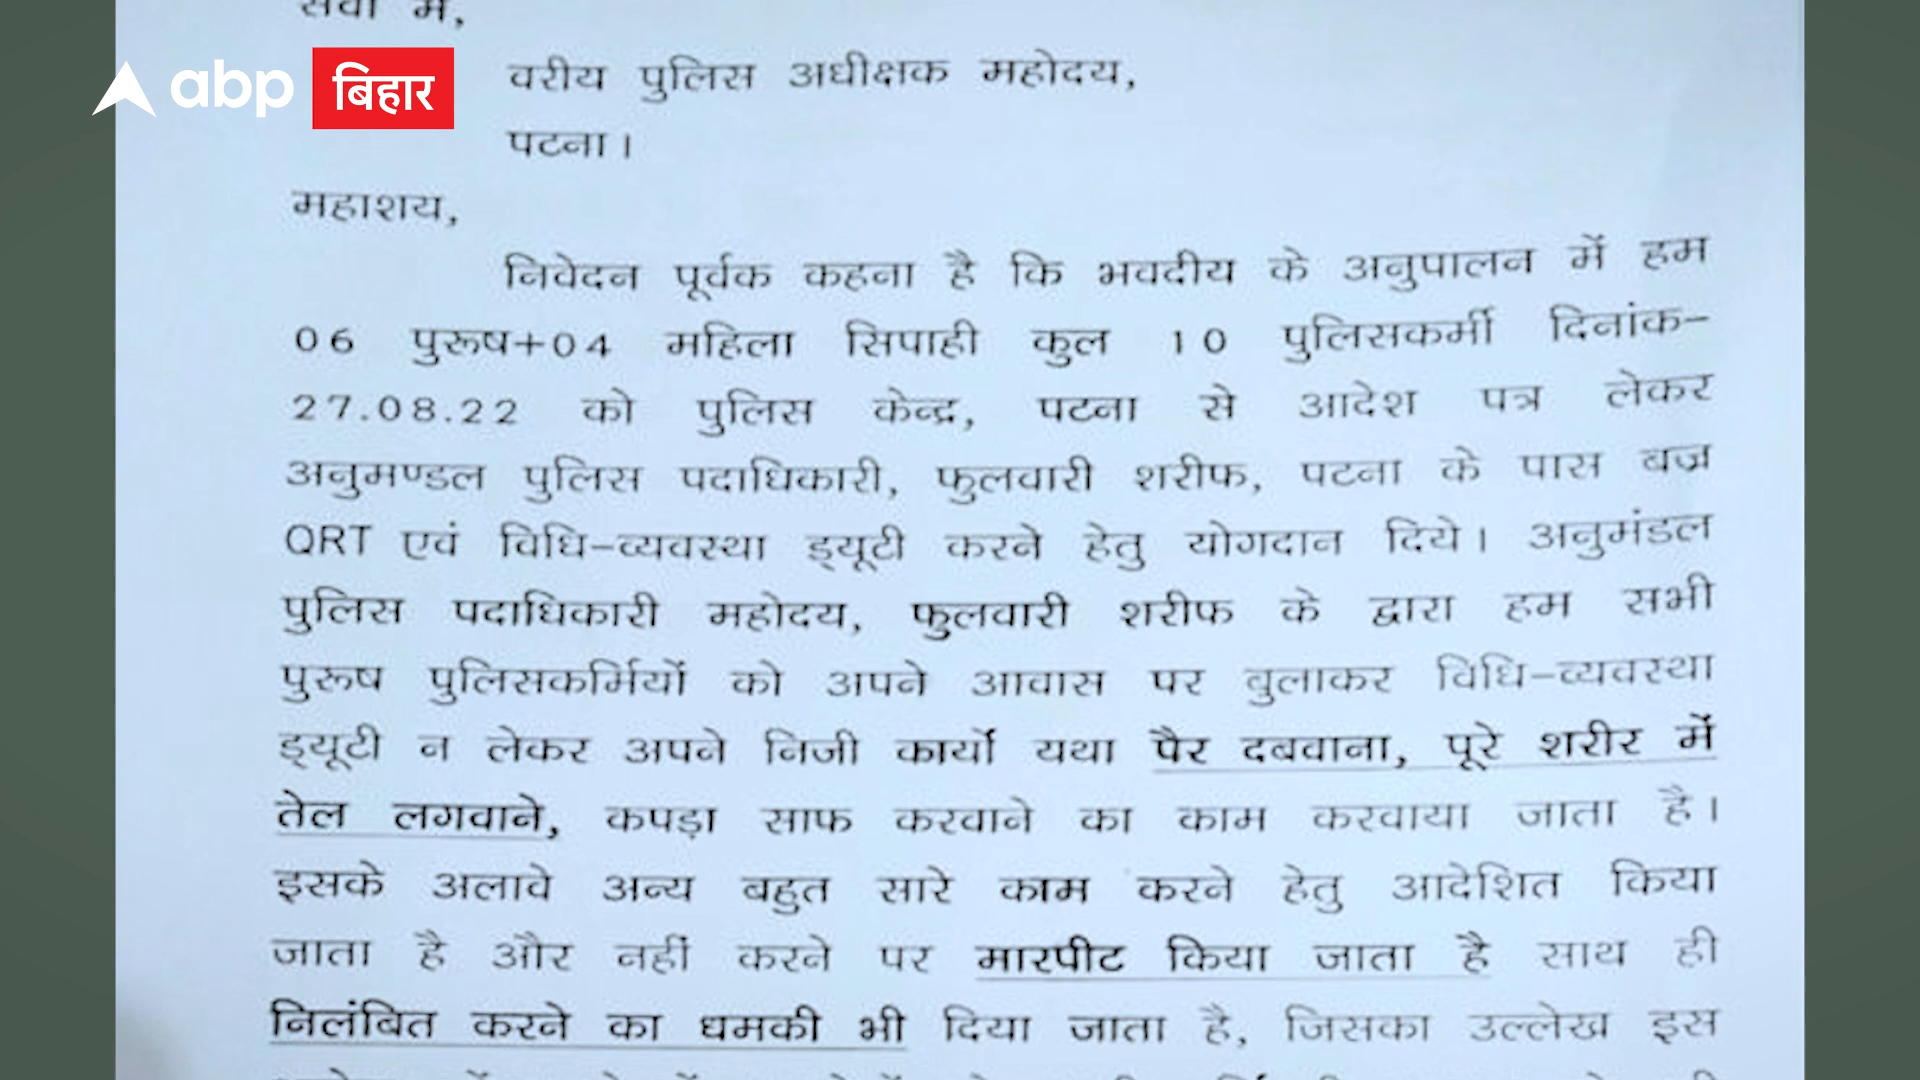 सेवा में,
abp बिहार
वरीय पुलिस अधीक्षक महोदय,
पटना।
महाशय,
निवेदन पूर्वक कहना है कि भवदीय के अनुपालन में हम
06 पुरूष+04 महिला सिपाही कुल 10 पुलिसकर्मी दिनांक-
27.08.22 को पुलिस केन्द्र, पटना से आदेश पत्र लेकर
अनुमण्डल पुलिस पदाधिकारी, फुलवारी शरीफ, पटना के पास बज्र
QRT एवं विधि-व्यवस्था ड्यूटी करने हेतु योगदान दिये। अनुमंडल
पुलिस पदाधिकारी महोदय, फुलवारी शरीफ के द्वारा हम सभी
पुरूष पुलिसकर्मियों को अपने आवास पर बुलाकर विधि-व्यवस्था
ड्यूटी न लेकर अपने निजी कार्यो यथा पैर दबवाना, पूरे शरीर में
तेल लगवाने, कपड़ा साफ करवाने का काम करवाया जाता है।
इसके अलावे अन्य बहुत सारे काम करने हेतु आदेशित किया
जाता है और नहीं करने पर मारपीट किया जाता है साथ ही
निलंबित करने का धमकी भी दिया जाता है, जिसका उल्लेख इस